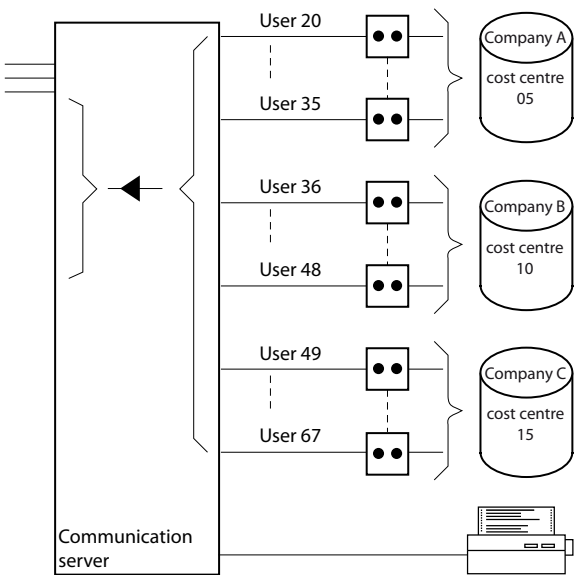 User 20
Company A
cost centre
05
User 35
User 36
Company B
cost centre
10
User 48
User 49
Company C
cost centre
15
User 67
Communication
server